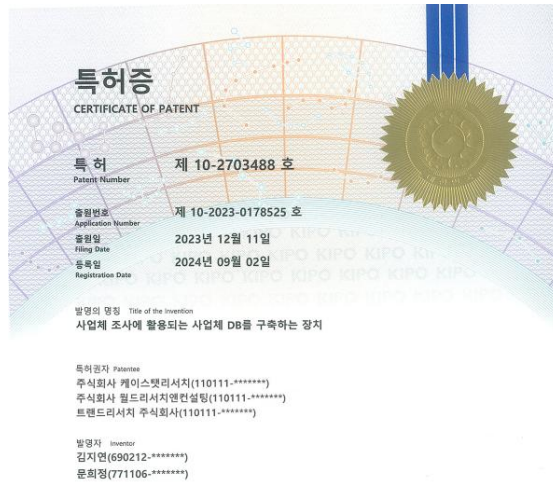 특허증
CERTIFICATE OF PATENT
특 허 제 10-2703488 호
Patent Number
출원번호 제 10-2023-0178525 호
Application Number
출원일 2023년 12월 11일
Filing Date
등록일 2024년 09월 02일
Registration Date
발명의 명칭 Title of the Invention
사업체 조사에 활용되는 사업체 DB를 구축하는 장치
특허권자 Patentee
주식회사 케이스탯리서치(110111-*******)
주식회사 월드리서치앤컨설팅(110111-*******)
트랜드리서치 주식회사(110111-*******)
발명자 Inventor
김지연(690212-*******)
문희정(771106-*******)
KIPO KIPO KIPO KIPO